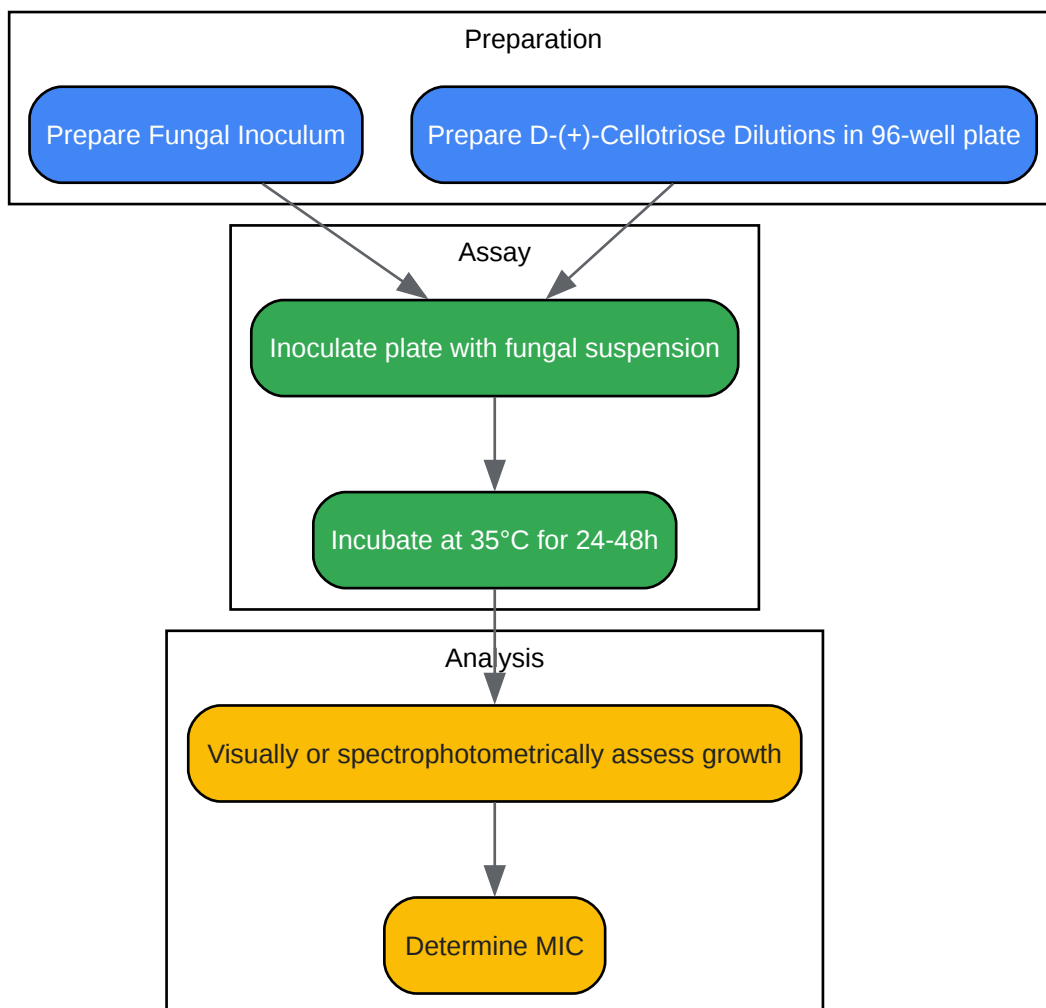 Preparation
Prepare Fungal Inoculum
Prepare D-(+)-Cellotriose Dilutions in 96-well plate
Assay
Inoculate plate with fungal suspension
Incubate at 35°C for 24-48h
Analysis
Visually or spectrophotometrically assess growth
Determine MIC